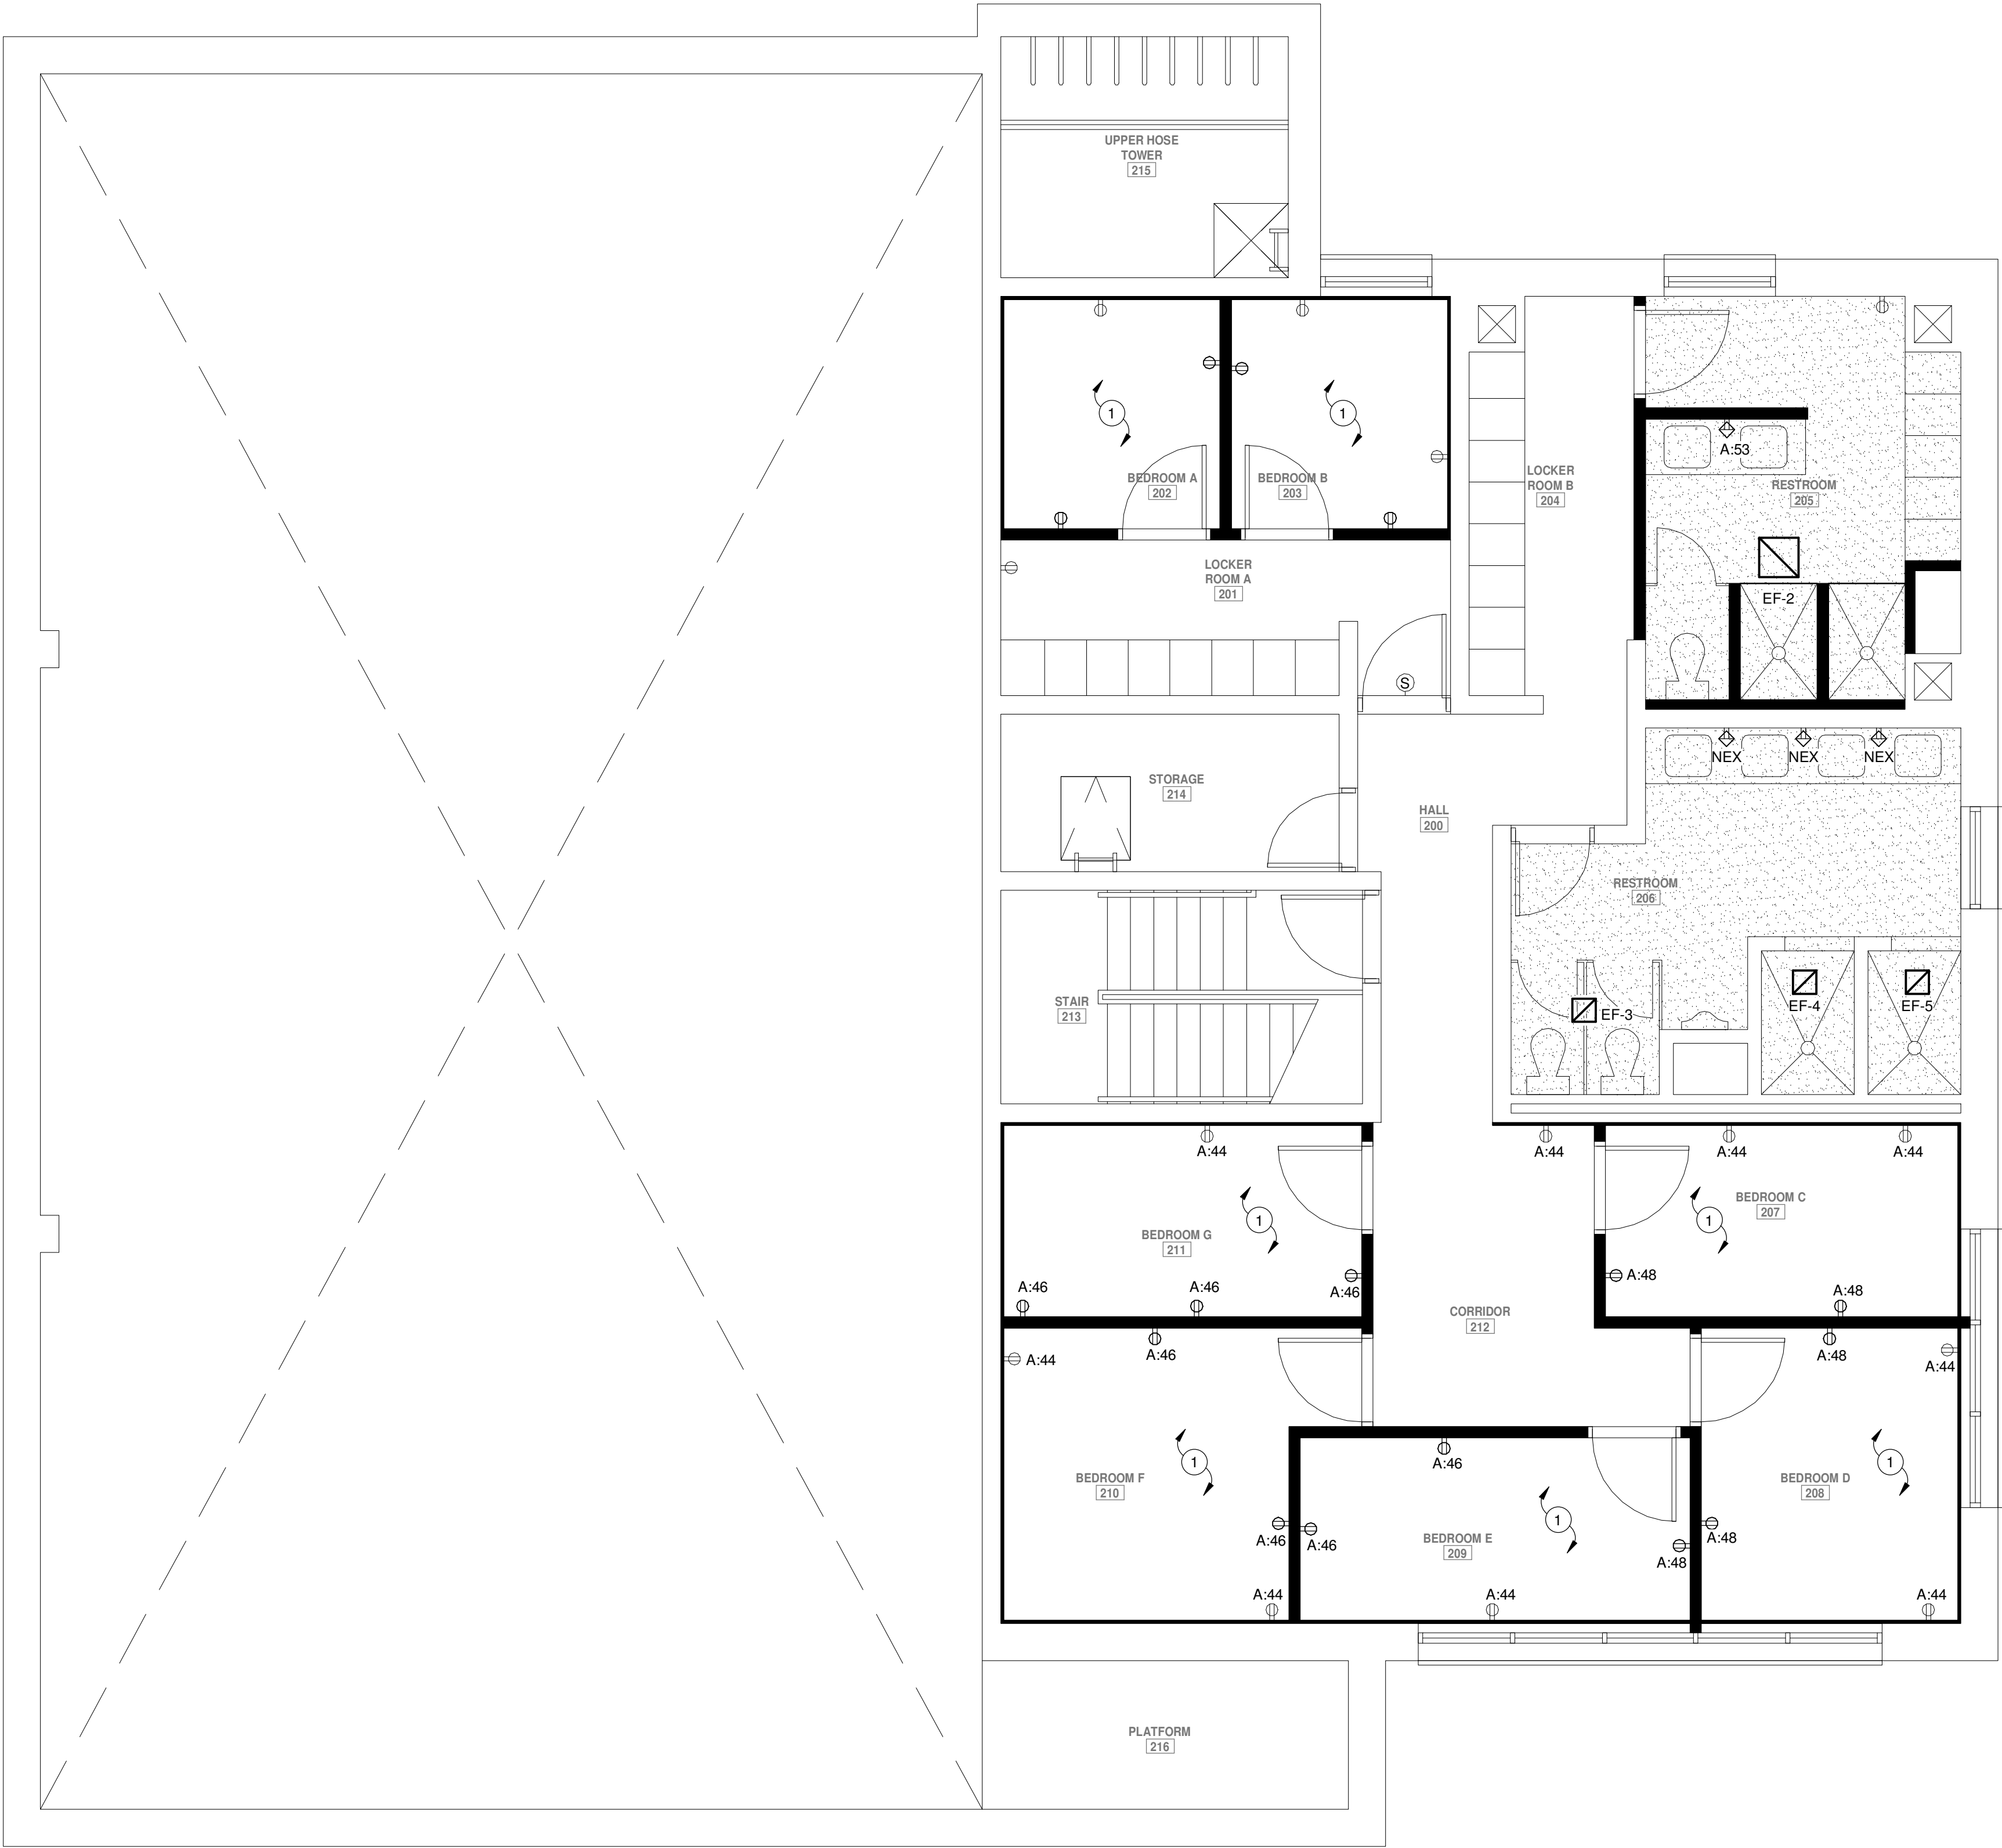 UPPER HOSE
TOWER
215
1
1
BEDROOM A
202
BEDROOM B
203
LOCKER
ROOM B
204
A:53
RESTROOM
205
LOCKER
ROOM A
201
EF-2
S
NEX
NEX
NEX
STORAGE
214
HALL
200
RESTROOM
206
STAIR
213
EF-3
EF-4
EF-5
A:44
A:44
A:44
A:44
BEDROOM G
211
1
1
BEDROOM C
207
A:46
A:46
A:46
A:48
A:48
CORRIDOR
212
A:44
A:46
A:48
A:44
BEDROOM F
210
1
A:46
A:46
A:44
A:46
BEDROOM E
209
1
A:48
A:44
BEDROOM D
208
1
A:48
A:44
PLATFORM
216